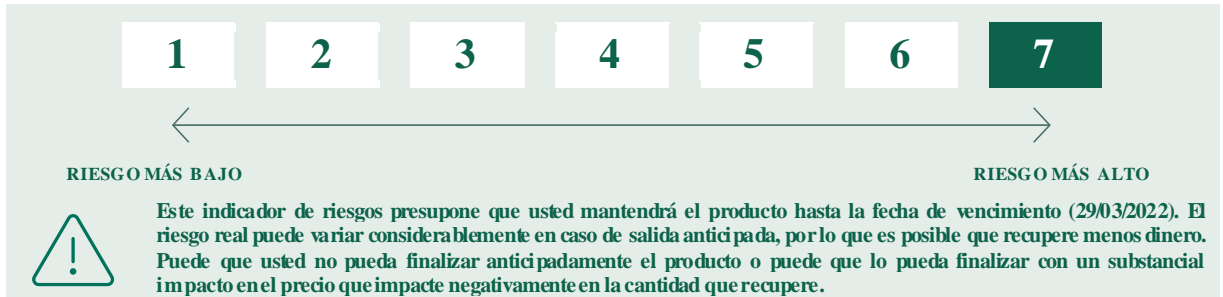 1 2 3 4 5 6 7
RIESGO MÁS BAJO RIESGO MÁS ALTO
Este indicador de riesgos presupone que usted mantendrá el producto hasta la fecha de vencimiento (29/03/2022). El
riesgo real puede variar considerablemente en caso de salida anticipada, por lo que es posible que recupere menos dinero.
Puede que usted no pueda finalizar anticipadamente el producto o puede que lo pueda finalizar con un substancial
impacto en el precio que impacte negativamente en la cantidad que recupere.